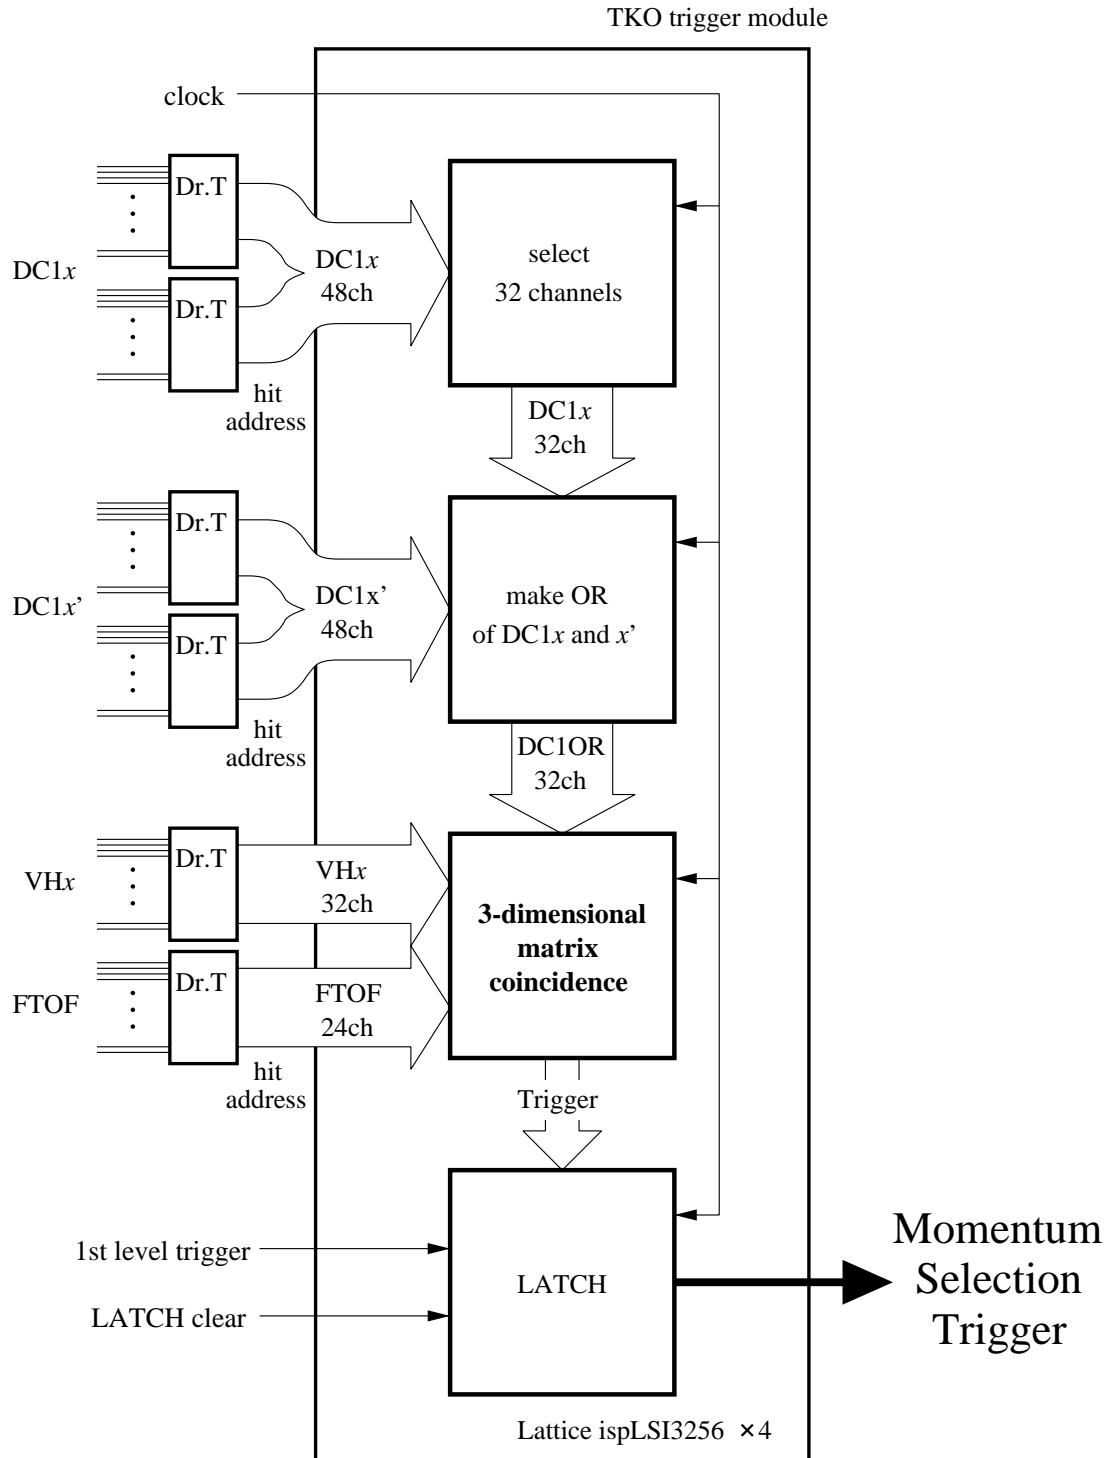 TKO trigger module
clock
Dr.T
DC1x
Dr.T
DC1x
48ch
hit
address
select
32 channels
DC1x
32ch
Dr.T
DC1x’
Dr.T
DC1x’
48ch
hit
address
make OR
of DC1x and x’
DC1OR
32ch
Dr.T
VHx
VHx
32ch
Dr.T
FTOF
FTOF
24ch
hit
address
3-dimensional
matrix
coincidence
Trigger
1st level trigger
LATCH clear
LATCH
Momentum
Selection
Trigger
Lattice ispLSI3256 ×4